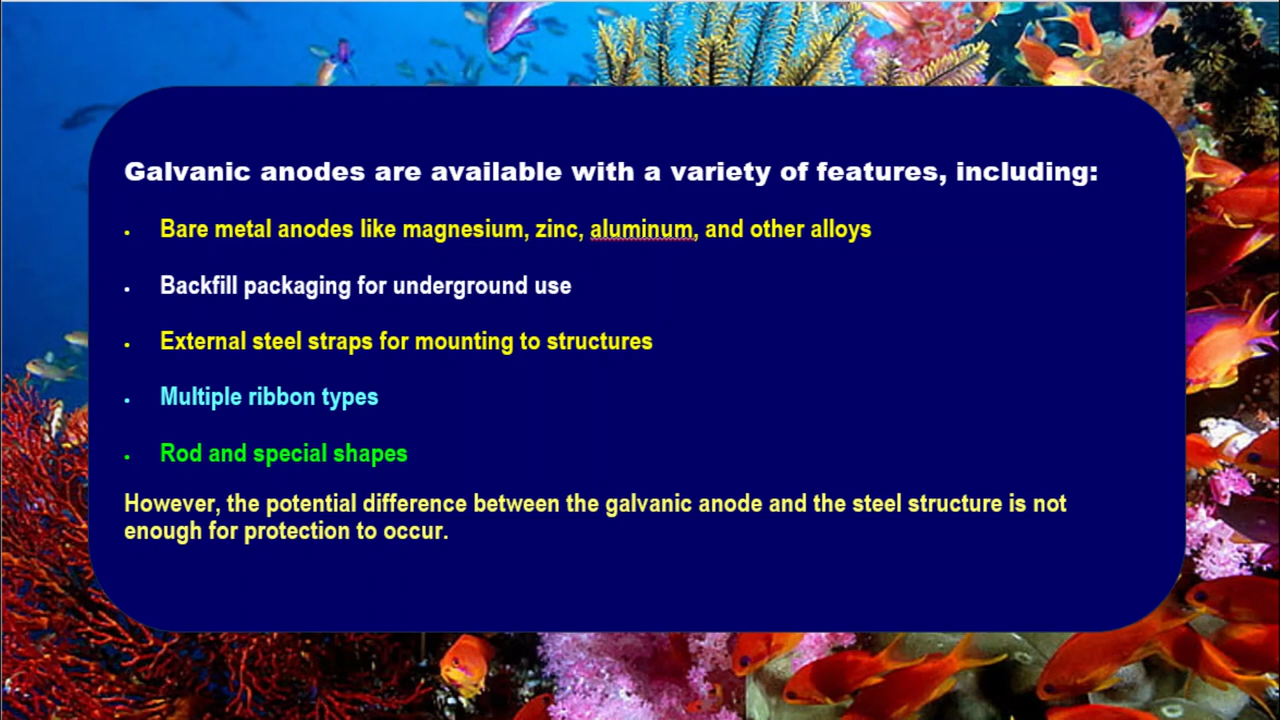 Galvanic anodes are available with a variety of features, including:
• Bare metal anodes like magnesium, zinc, aluminum, and other alloys
• Backfill packaging for underground use
• External steel straps for mounting to structures
• Multiple ribbon types
• Rod and special shapes
However, the potential difference between the galvanic anode and the steel structure is not
enough for protection to occur.